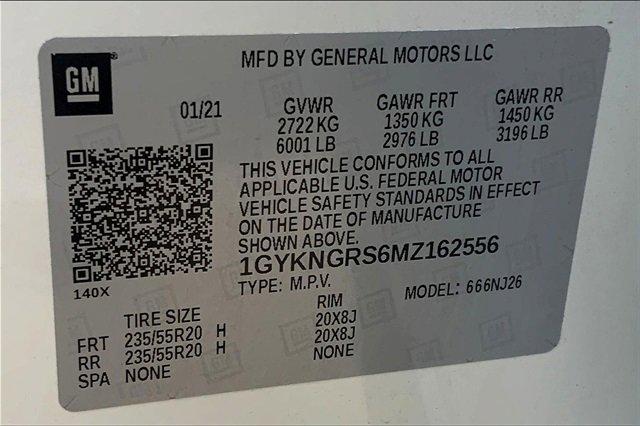 GM
MFD BY GENERAL MOTORS LLC
01/21 GVWR GAWR FRT GAWR RR
2722 KG 1350 KG 1450 KG
6001 LB 2976 LB 3196 LB
THIS VEHICLE CONFORMS TO ALL
APPLICABLE U.S. FEDERAL MOTOR
VEHICLE SAFETY STANDARDS IN EFFECT
ON THE DATE OF MANUFACTURE
SHOWN ABOVE.
1GYKNGRS6MZ162556
140X
TYPE: M.P.V. MODEL: 666NJ26
TIRE SIZE RIM
FRT 235/55R20 H 20X8J
RR 235/55R20 H 20X8J
SPA NONE NONE